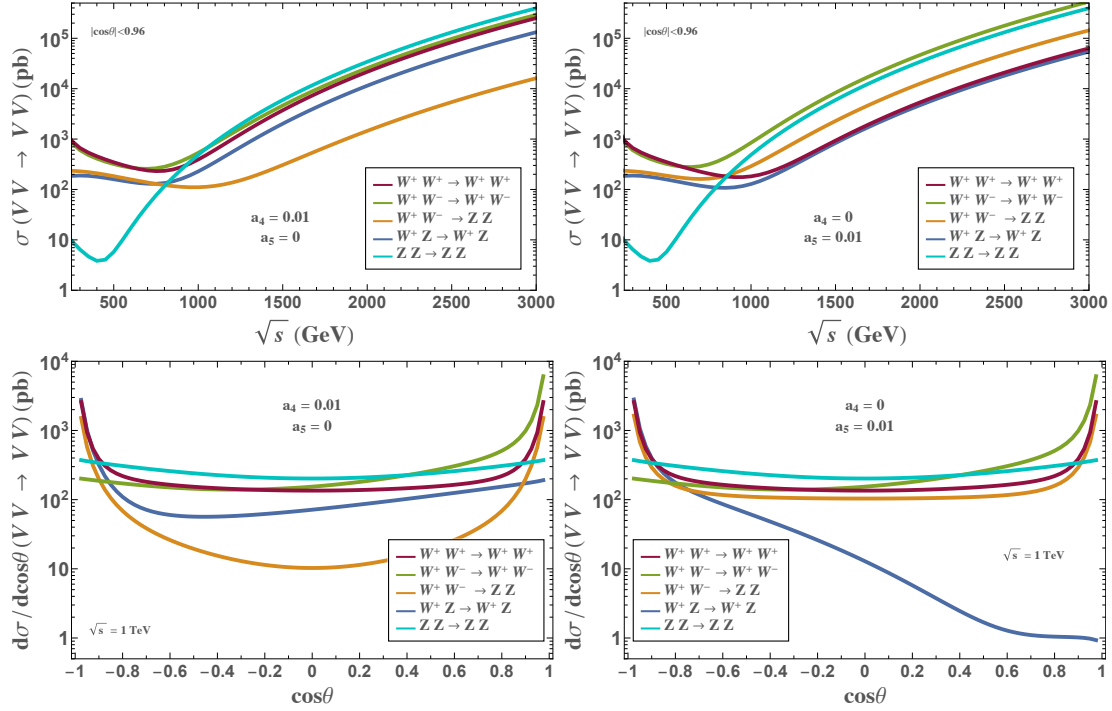 σ (V V → V V) (pb)
10⁵
10⁴
10³
10²
10
1
|cosθ|<0.96
a₄ = 0.01
a₅ = 0
W⁺ W⁺ → W⁺ W⁺
W⁺ W⁻ → W⁺ W⁻
W⁺ W⁻ → Z Z
W⁺ Z → W⁺ Z
Z Z → Z Z
500 1000 1500 2000 2500 3000
√s (GeV)
σ (V V → V V) (pb)
10⁵
10⁴
10³
10²
10
1
|cosθ|<0.96
a₄ = 0
a₅ = 0.01
W⁺ W⁺ → W⁺ W⁺
W⁺ W⁻ → W⁺ W⁻
W⁺ W⁻ → Z Z
W⁺ Z → W⁺ Z
Z Z → Z Z
500 1000 1500 2000 2500 3000
√s (GeV)
dσ/dcosθ (V V → V V) (pb)
10⁴
10³
10²
10
1
a₄ = 0.01
a₅ = 0
W⁺ W⁺ → W⁺ W⁺
W⁺ W⁻ → W⁺ W⁻
W⁺ W⁻ → Z Z
W⁺ Z → W⁺ Z
Z Z → Z Z
√s = 1 TeV
−1 −0.8 −0.6 −0.4 −0.2 0 0.2 0.4 0.6 0.8 1
cosθ
dσ/dcosθ (V V → V V) (pb)
10⁴
10³
10²
10
1
a₄ = 0
a₅ = 0.01
W⁺ W⁺ → W⁺ W⁺
W⁺ W⁻ → W⁺ W⁻
W⁺ W⁻ → Z Z
W⁺ Z → W⁺ Z
Z Z → Z Z
√s = 1 TeV
−1 −0.8 −0.6 −0.4 −0.2 0 0.2 0.4 0.6 0.8 1
cosθ